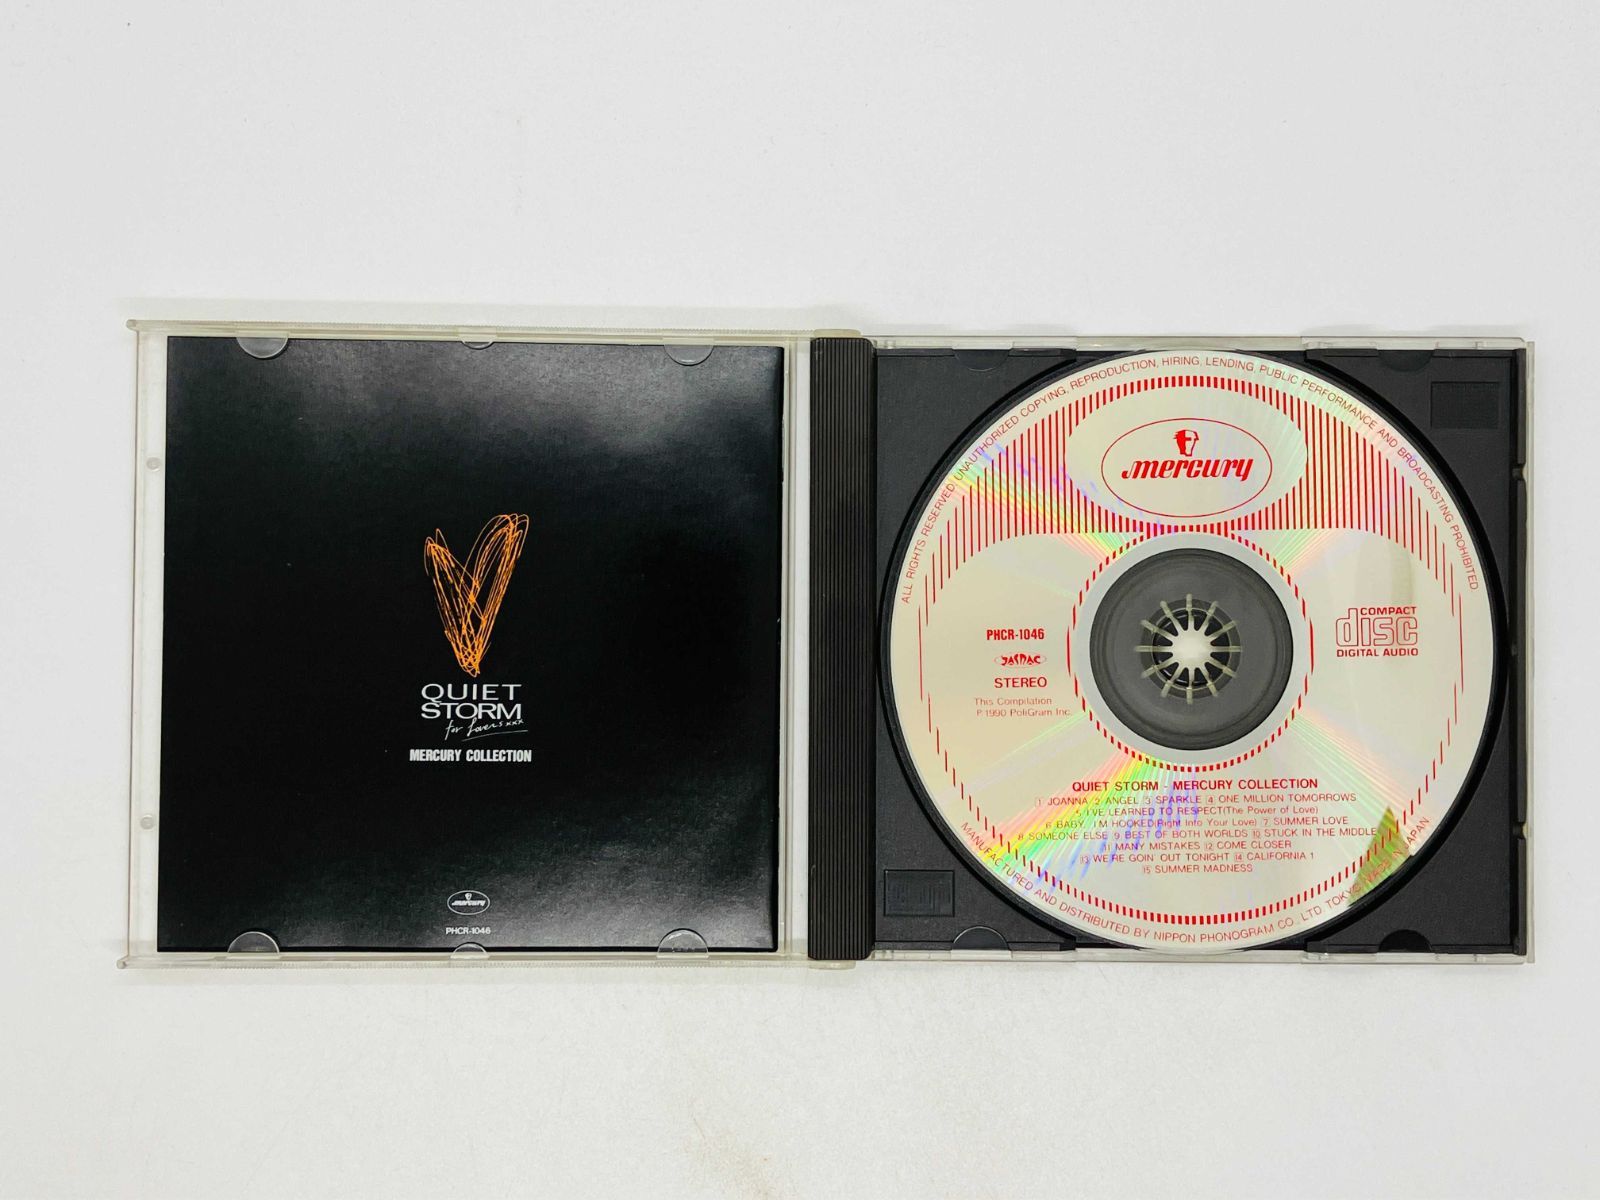 QUIET
STORM
for Lovers xxx
MERCURY COLLECTION
mercury
PHCR-1046
ALL RIGHTS RESERVED. UNAUTHORIZED COPYING, REPRODUCTION, HIRING, LENDING, PUBLIC PERFORMANCE AND BROADCASTING PROHIBITED
mercury
PHCR-1046
JASRAC
STEREO
This Compilation
℗ 1990 PoliGram Inc.
COMPACT
disc
DIGITAL AUDIO
QUIET STORM - MERCURY COLLECTION
1 JOANNA 2 ANGEL 3 SPARKLE 4 ONE MILLION TOMORROWS
5 I'VE LEARNED TO RESPECT(The Power of Love)
6 BABY, I'M HOOKED(Right Into Your Love) 7 SUMMER LOVE
8 SOMEONE ELSE 9 BEST OF BOTH WORLDS 10 STUCK IN THE MIDDLE
11 MANY MISTAKES 12 COME CLOSER
13 WE'RE GOIN' OUT TONIGHT 14 CALIFORNIA 1
15 SUMMER MADNESS
MANUFACTURED AND DISTRIBUTED BY NIPPON PHONOGRAM CO., LTD. TOKYO, MADE IN JAPAN